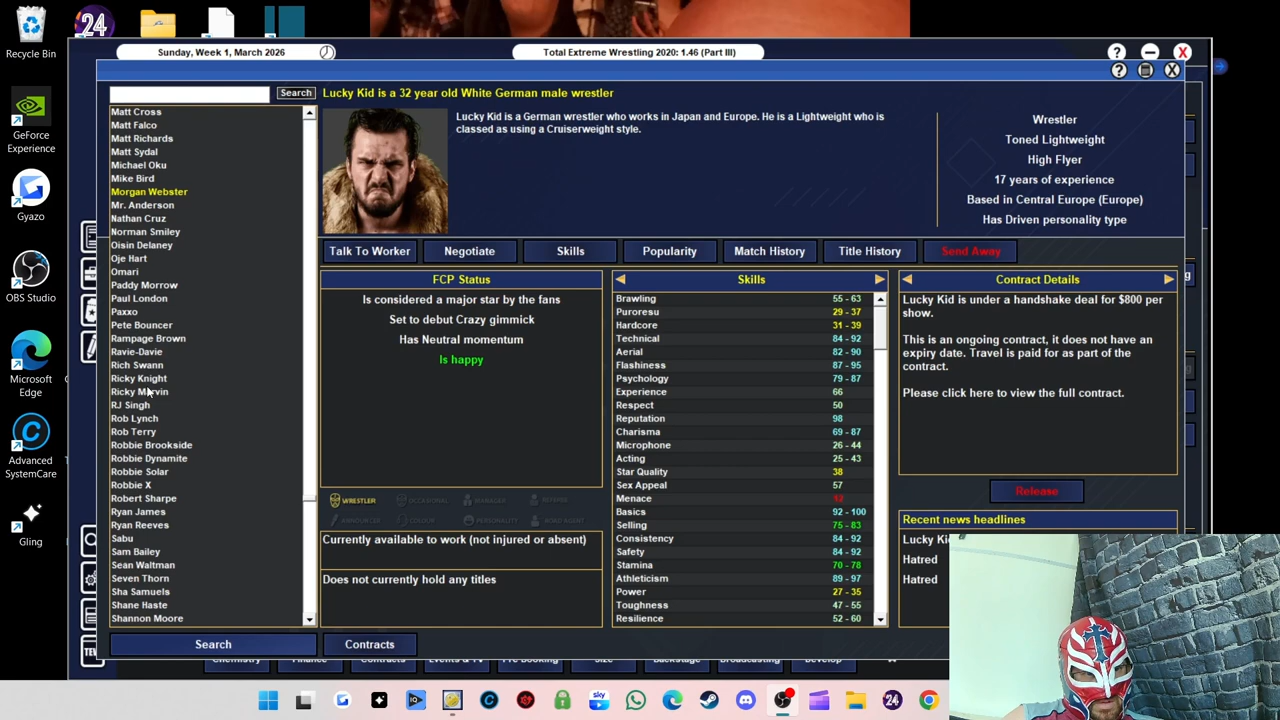 Recycle Bin
GeForce
Experience
Gyazo
OBS Studio
Microsoft
Edge
Advanced
SystemCare
Gling
24
Sunday, Week 1, March 2026
Total Extreme Wrestling 2020: 1.46 (Part III)
Search
Lucky Kid is a 32 year old White German male wrestler
Matt Cross
Matt Falco
Matt Richards
Matt Sydal
Michael Oku
Mike Bird
Morgan Webster
Mr. Anderson
Nathan Cruz
Norman Smiley
Oisin Delaney
Oje Hart
Omari
Paddy Morrow
Paul London
Paxxo
Pete Bouncer
Rampage Brown
Ravie-Davie
Rich Swann
Ricky Knight
Ricky Marvin
RJ Singh
Rob Lynch
Rob Terry
Robbie Brookside
Robbie Dynamite
Robbie Solar
Robbie X
Robert Sharpe
Ryan James
Ryan Reeves
Sabu
Sam Bailey
Sean Waltman
Seven Thorn
Sha Samuels
Shane Haste
Shannon Moore
Search
Contracts
Lucky Kid is a German wrestler who works in Japan and Europe. He is a Lightweight who is
classed as using a Cruiserweight style.
Wrestler
Toned Lightweight
High Flyer
17 years of experience
Based in Central Europe (Europe)
Has Driven personality type
Talk To Worker
Negotiate
Skills
Popularity
Match History
Title History
Send Away
FCP Status
Is considered a major star by the fans
Set to debut Crazy gimmick
Has Neutral momentum
Is happy
WRESTLER
OCCASIONAL
MANAGER
REFEREE
ANNOUNCER
COLOUR
PERSONALITY
ROAD AGENT
Currently available to work (not injured or absent)
Does not currently hold any titles
Skills
Brawling 55 - 63
Puroresu 29 - 37
Hardcore 31 - 39
Technical 84 - 92
Aerial 82 - 90
Flashiness 87 - 95
Psychology 79 - 87
Experience 66
Respect 50
Reputation 98
Charisma 69 - 87
Microphone 26 - 44
Acting 25 - 43
Star Quality 38
Sex Appeal 57
Menace 12
Basics 92 - 100
Selling 75 - 83
Consistency 84 - 92
Safety 84 - 92
Stamina 70 - 78
Athleticism 89 - 97
Power 27 - 35
Toughness 47 - 55
Resilience 52 - 60
Contract Details
Lucky Kid is under a handshake deal for $800 per
show.
This is an ongoing contract, it does not have an
expiry date. Travel is paid for as part of the
contract.
Please click here to view the full contract.
Release
Recent news headlines
Lucky K
Hatred
Hatred
sky
24